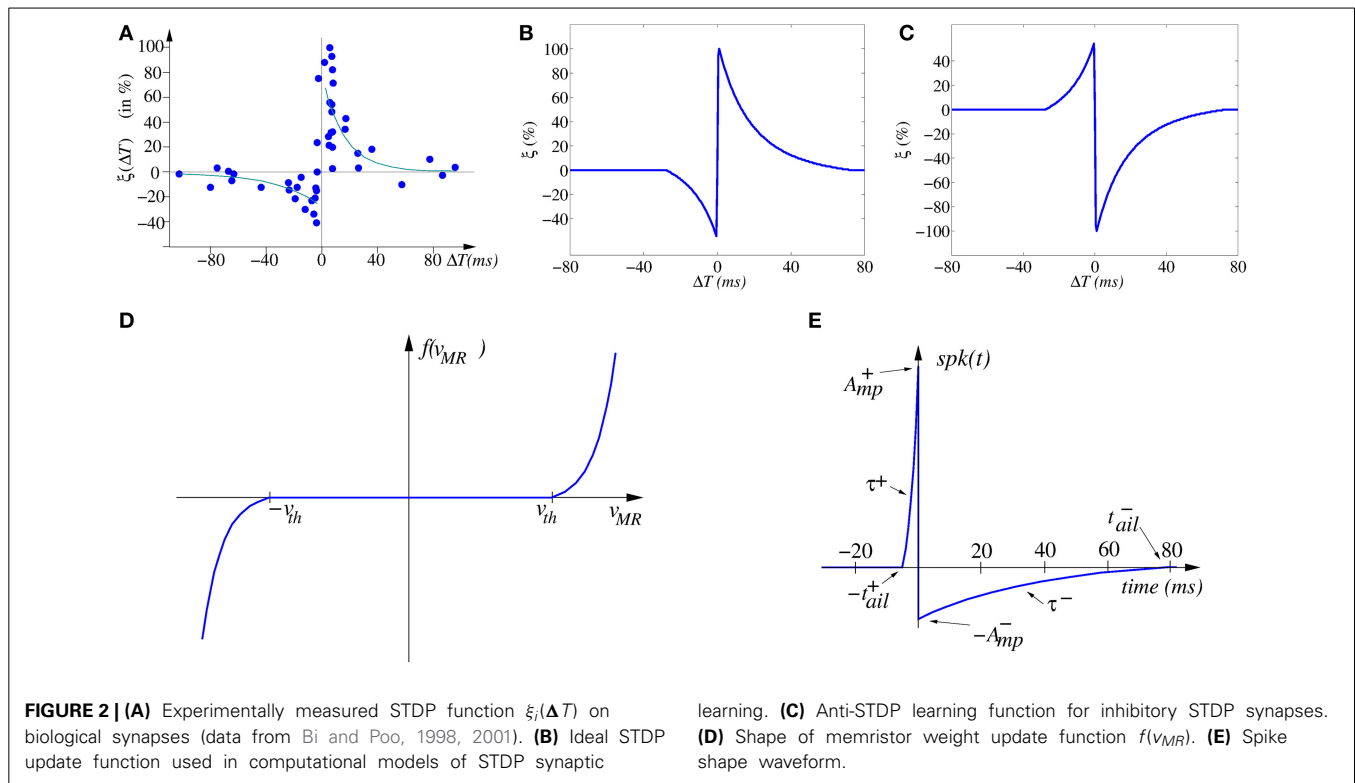 A
ξ(ΔT) (in %)
100
80
60
40
20
0
−20
−40
−80
−40
0
40
80
ΔT(ms)
B
ξ (%)
100
80
60
40
20
0
−20
−40
−60
−80
−40
0
40
80
ΔT (ms)
C
ξ (%)
40
20
0
−20
−40
−60
−80
−100
−80
−40
0
40
80
ΔT (ms)
D
f(vMR )
−vth
vth
vMR
E
spk(t)
Amp+
τ+
tail−
−20
20
40
60
80
−tail+
time (ms)
τ−
−Amp−
FIGURE 2 | (A) Experimentally measured STDP function ξi(ΔT) on
biological synapses (data from Bi and Poo, 1998, 2001). (B) Ideal STDP
update function used in computational models of STDP synaptic
learning. (C) Anti-STDP learning function for inhibitory STDP synapses.
(D) Shape of memristor weight update function f(vMR). (E) Spike
shape waveform.